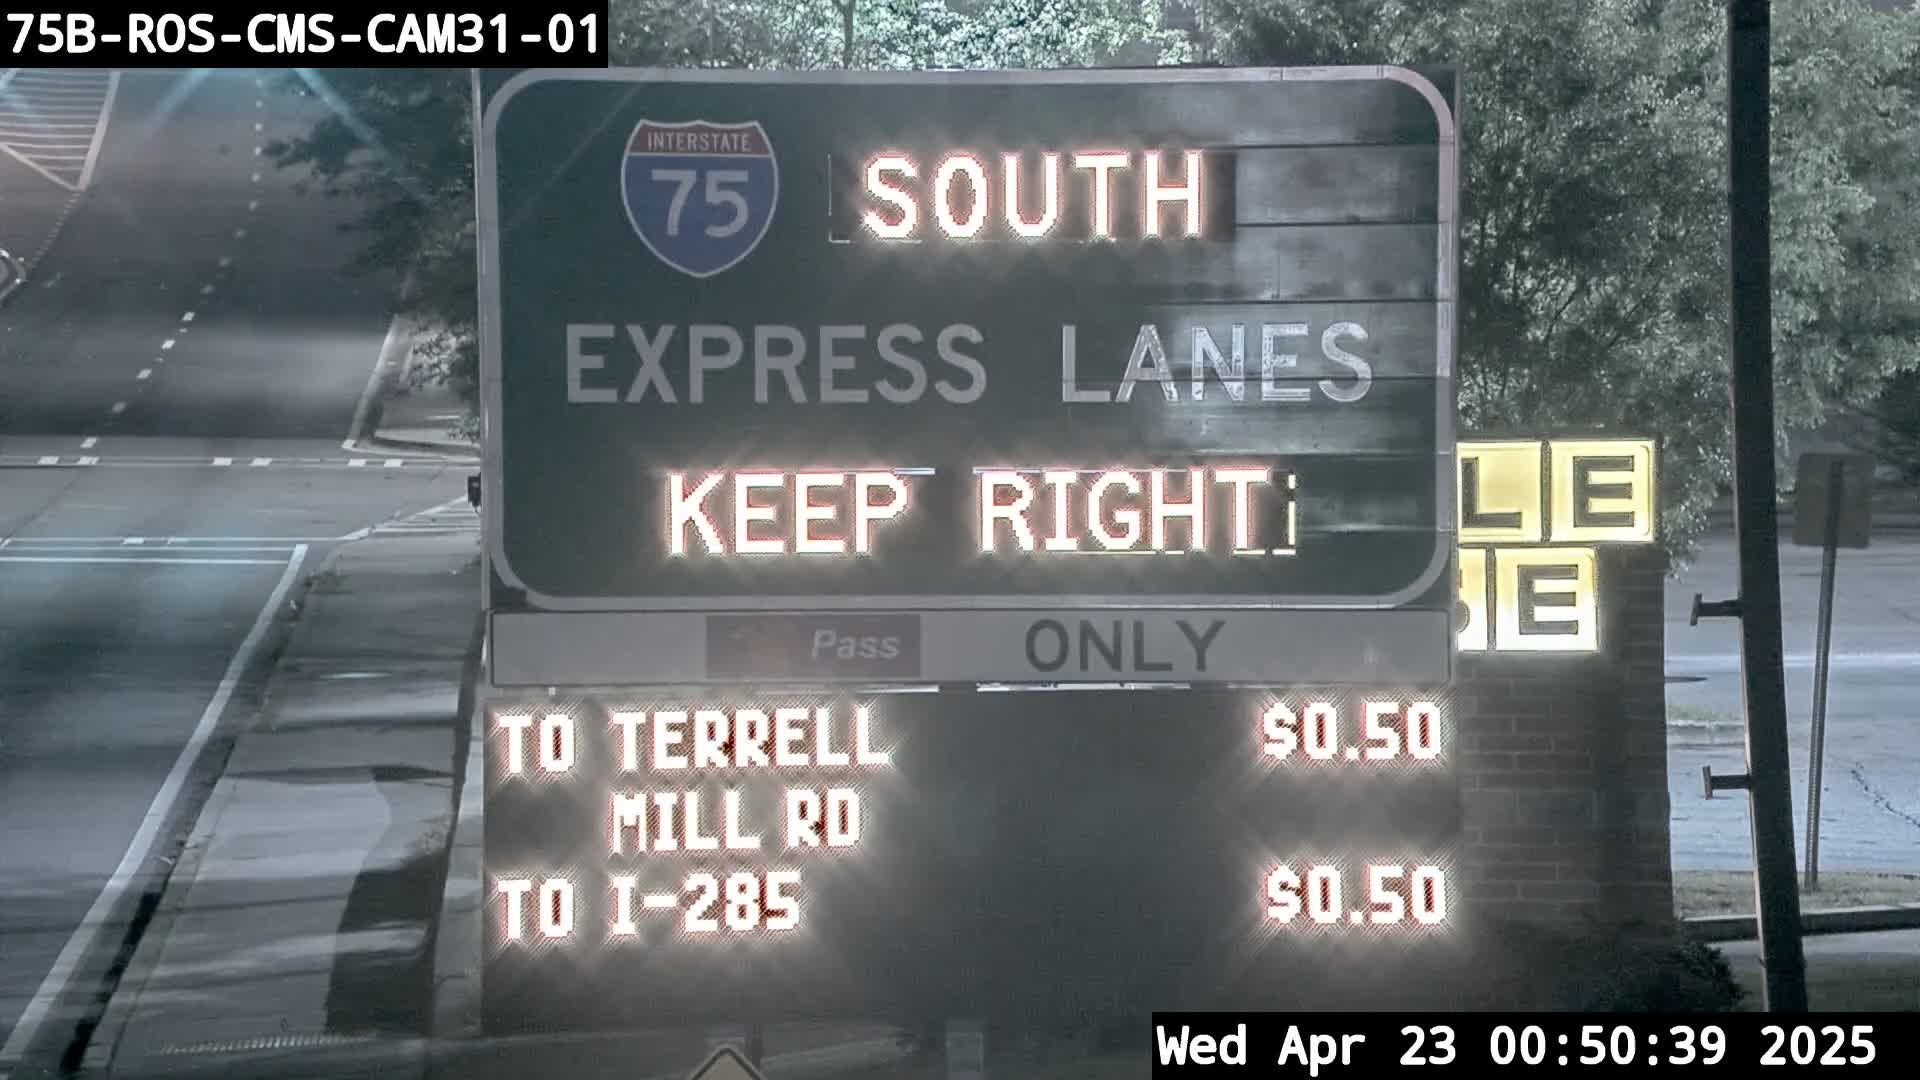 75B-ROS-CMS-CAM31-01
INTERSTATE
75
SOUTH
EXPRESS LANES
KEEP RIGHT
Pass ONLY
TO TERRELL $0.50
MILL RD
TO I-285 $0.50
LE
E
Wed Apr 23 00:50:39 2025